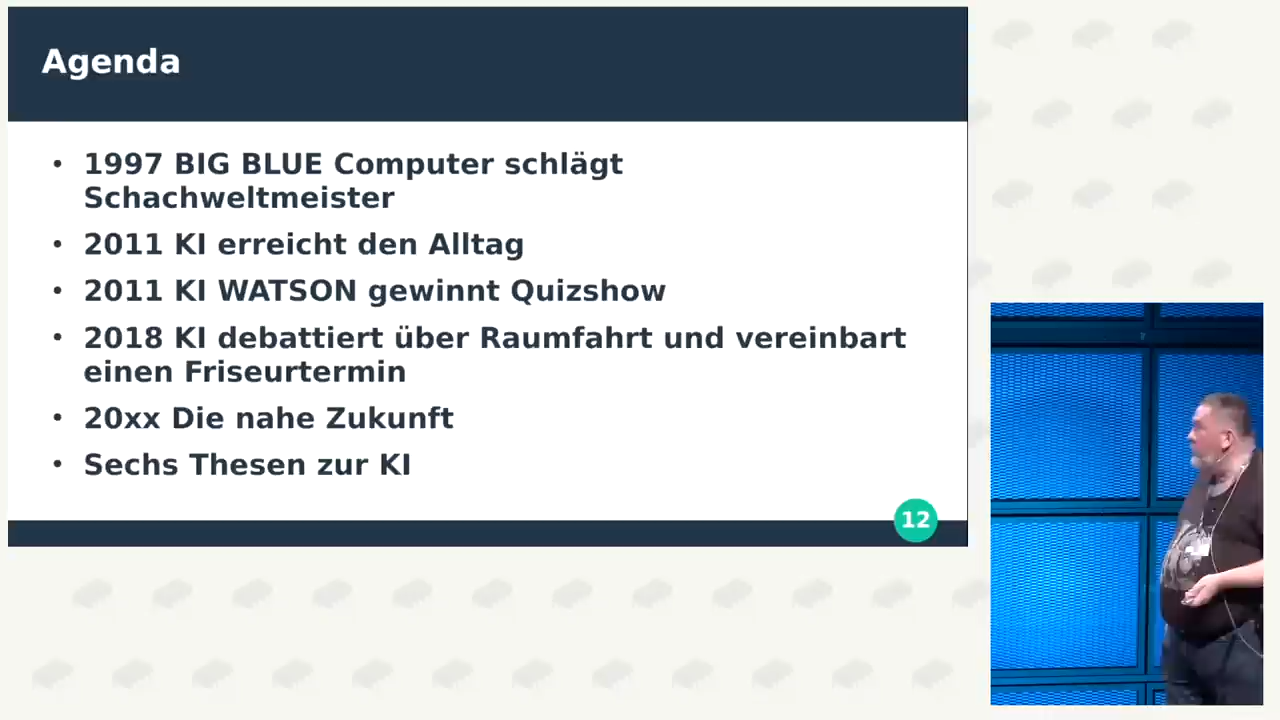 Agenda
• 1997 BIG BLUE Computer schlägt
Schachweltmeister
• 2011 KI erreicht den Alltag
• 2011 KI WATSON gewinnt Quizshow
• 2018 KI debattiert über Raumfahrt und vereinbart
einen Friseurtermin
• 20xx Die nahe Zukunft
• Sechs Thesen zur KI
12